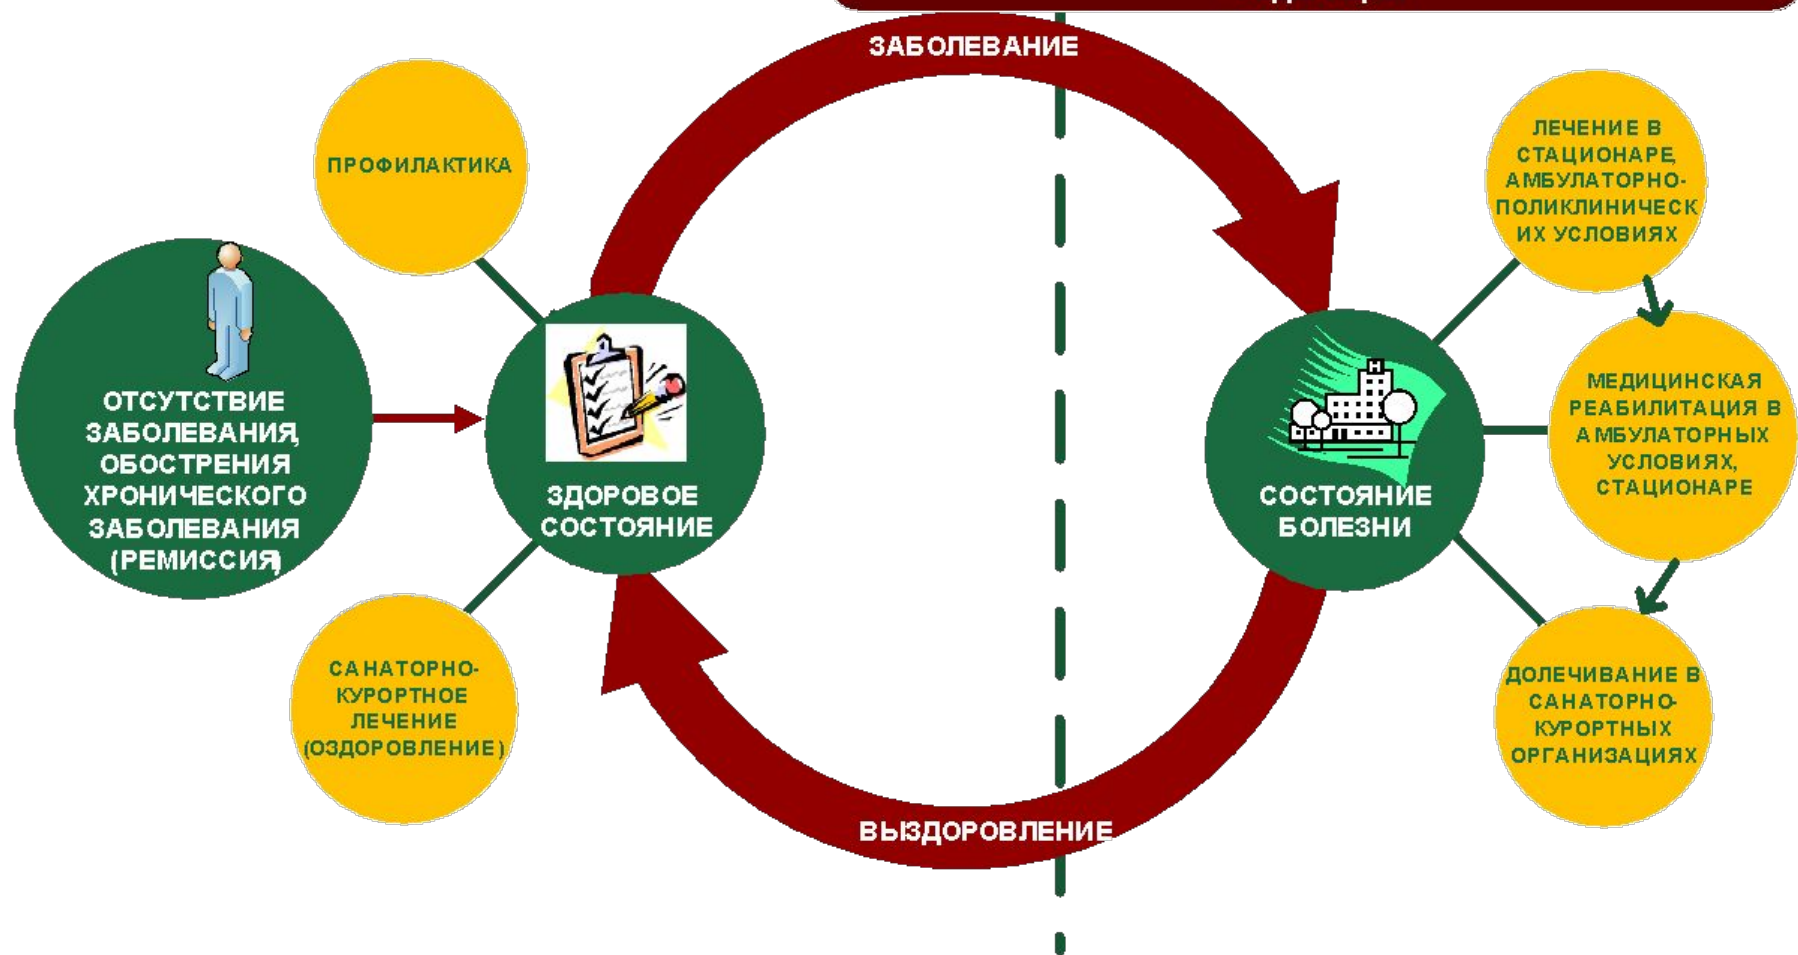 ЗАБОЛЕВАНИЕ
ПРОФИЛАКТИКА
ОТСУТСТВИЕ
ЗАБОЛЕВАНИЯ,
ОБОСТРЕНИЯ
ХРОНИЧЕСКОГО
ЗАБОЛЕВАНИЯ
(РЕМИССИЯ)
ЗДОРОВОЕ
СОСТОЯНИЕ
САНАТОРНО-
КУРОРТНОЕ
ЛЕЧЕНИЕ
(ОЗДОРОВЛЕНИЕ)
ВЫЗДОРОВЛЕНИЕ
СОСТОЯНИЕ
БОЛЕЗНИ
ЛЕЧЕНИЕ В
СТАЦИОНАРЕ,
АМБУЛАТОРНО-
ПОЛИКЛИНИЧЕСК
ИХ УСЛОВИЯХ
МЕДИЦИНСКАЯ
РЕАБИЛИТАЦИЯ В
АМБУЛАТОРНЫХ
УСЛОВИЯХ,
СТАЦИОНАРЕ
ДОЛЕЧИВАНИЕ В
САНАТОРНО-
КУРОРТНЫХ
ОРГАНИЗАЦИЯХ